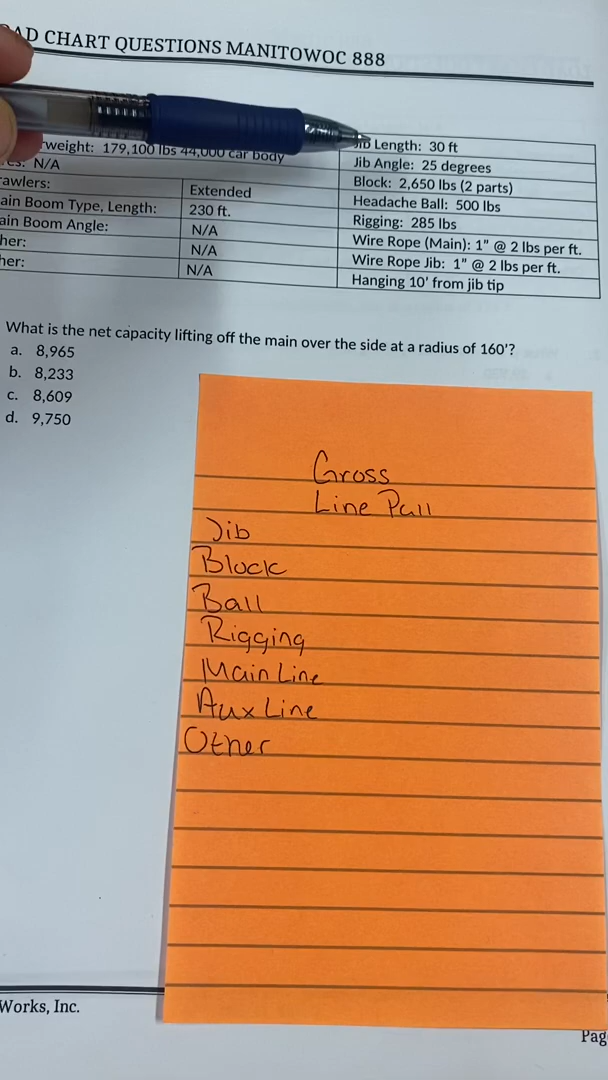 AD CHART QUESTIONS MANITOWOC 888
rweight: 179,100 lbs 44,000 car body
N/A
rawlers: Extended
ain Boom Type, Length: 230 ft.
ain Boom Angle: N/A
her: N/A
her: N/A
Jib Length: 30 ft
Jib Angle: 25 degrees
Block: 2,650 lbs (2 parts)
Headache Ball: 500 lbs
Rigging: 285 lbs
Wire Rope (Main): 1" @ 2 lbs per ft.
Wire Rope Jib: 1" @ 2 lbs per ft.
Hanging 10' from jib tip
What is the net capacity lifting off the main over the side at a radius of 160'?
a. 8,965
b. 8,233
c. 8,609
d. 9,750
Gross
Line Pull
Jib
Block
Ball
Rigging
Main Line
Aux Line
Other
Works, Inc.
Pag